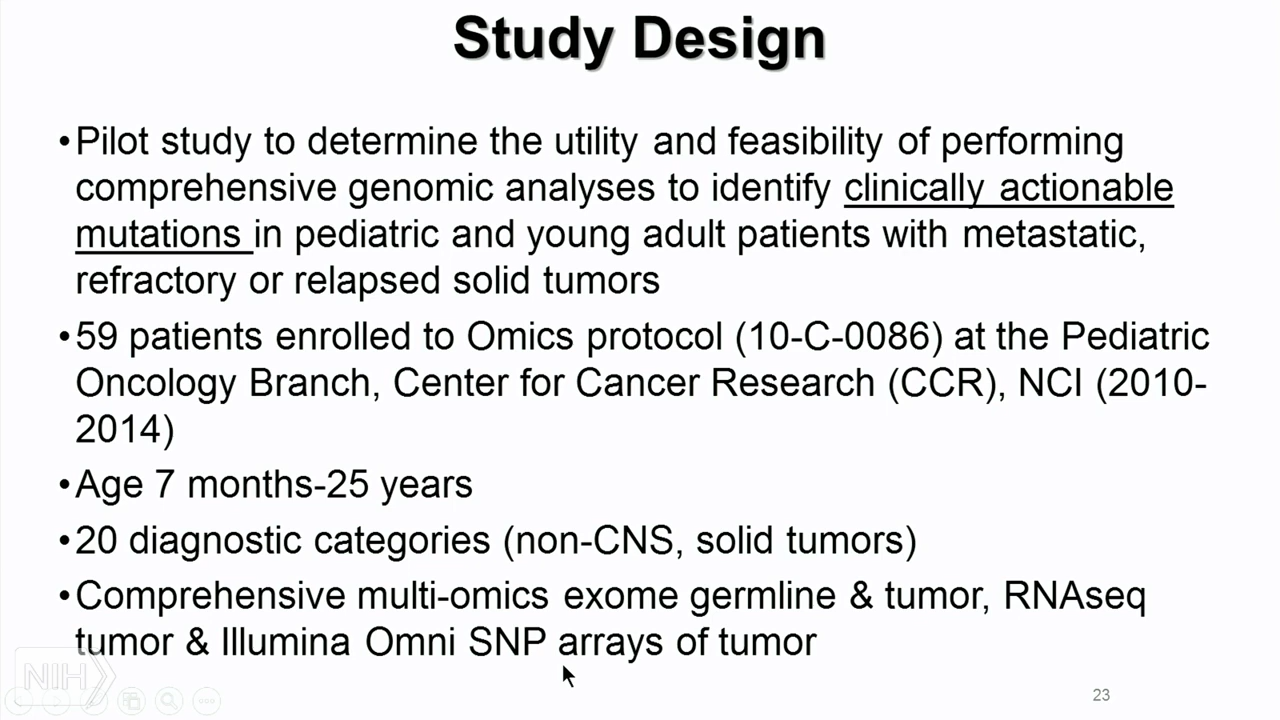 Study Design
•Pilot study to determine the utility and feasibility of performing
comprehensive genomic analyses to identify clinically actionable
mutations in pediatric and young adult patients with metastatic,
refractory or relapsed solid tumors
•59 patients enrolled to Omics protocol (10-C-0086) at the Pediatric
Oncology Branch, Center for Cancer Research (CCR), NCI (2010-
2014)
•Age 7 months-25 years
•20 diagnostic categories (non-CNS, solid tumors)
•Comprehensive multi-omics exome germline & tumor, RNAseq
tumor & Illumina Omni SNP arrays of tumor
NIH
23